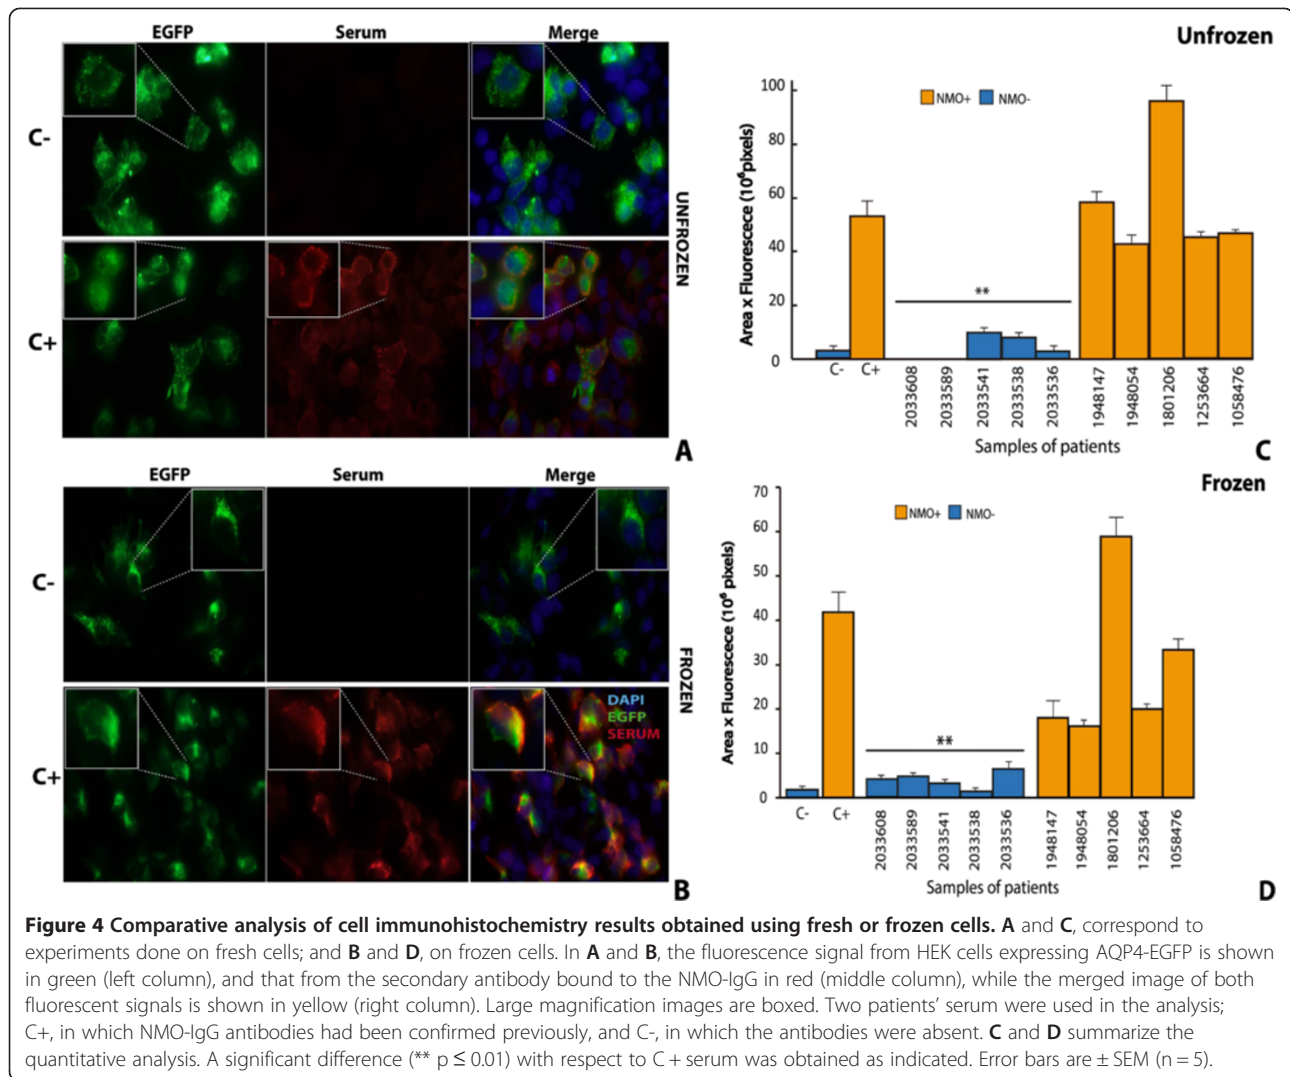 EGFP Serum Merge
C-
C+
UNFROZEN
A
Unfrozen
NMO+ NMO-
Area x Fluorescece (10⁶pixels)
100
80
60
40
20
0
C- C+ 2033608 2033589 2033541 2033538 2033536 1948147 1948054 1801206 1253664 1058476
**
Samples of patients
C
EGFP Serum Merge
C-
C+
DAPI
EGFP
SERUM
FROZEN
B
Frozen
NMO+ NMO-
Area x Fluorescece (10⁶ pixels)
70
60
50
40
30
20
10
0
**
C- C+ 2033608 2033589 2033541 2033538 2033536 1948147 1948054 1801206 1253664 1058476
Samples of patients
D
Figure 4 Comparative analysis of cell immunohistochemistry results obtained using fresh or frozen cells. A and C, correspond to
experiments done on fresh cells; and B and D, on frozen cells. In A and B, the fluorescence signal from HEK cells expressing AQP4-EGFP is shown
in green (left column), and that from the secondary antibody bound to the NMO-IgG in red (middle column), while the merged image of both
fluorescent signals is shown in yellow (right column). Large magnification images are boxed. Two patients' serum were used in the analysis;
C+, in which NMO-IgG antibodies had been confirmed previously, and C-, in which the antibodies were absent. C and D summarize the
quantitative analysis. A significant difference (** p ≤ 0.01) with respect to C + serum was obtained as indicated. Error bars are ± SEM (n = 5).